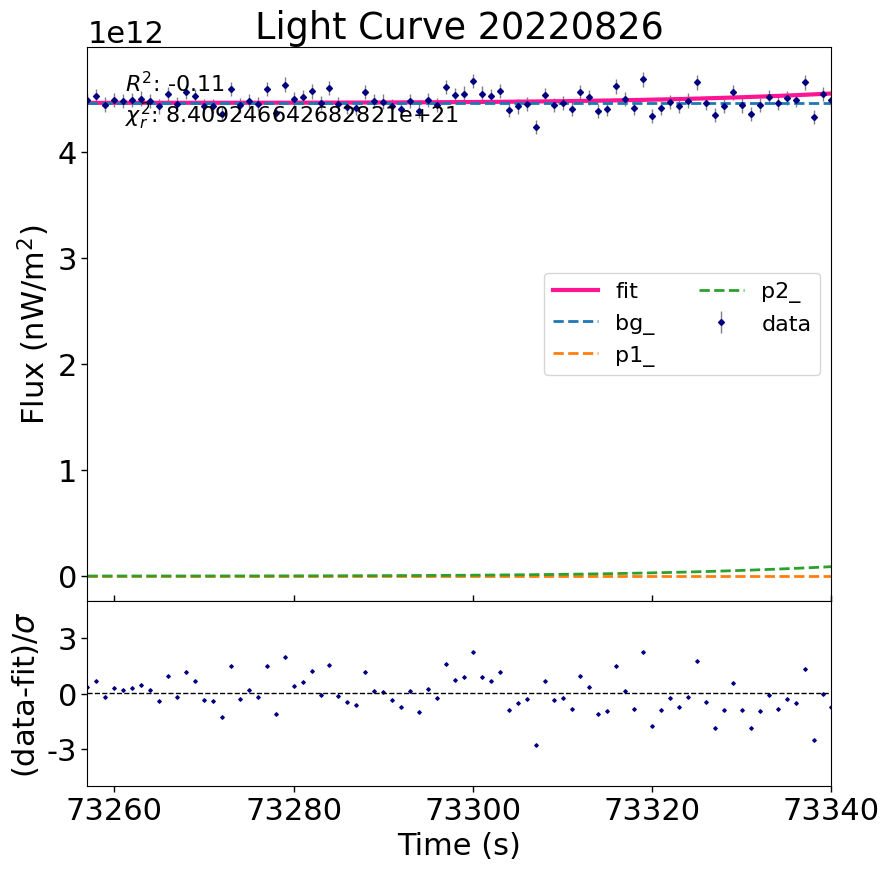 Light Curve 20220826
1e12
R²: -0.11
χ²ᵣ: 8.409246642682821e+21
4
3
2
1
0
Flux (nW/m²)
fit
bg_
p1_
p2_
data
3
0
-3
(data-fit)/σ
73260
73280
73300
73320
73340
Time (s)